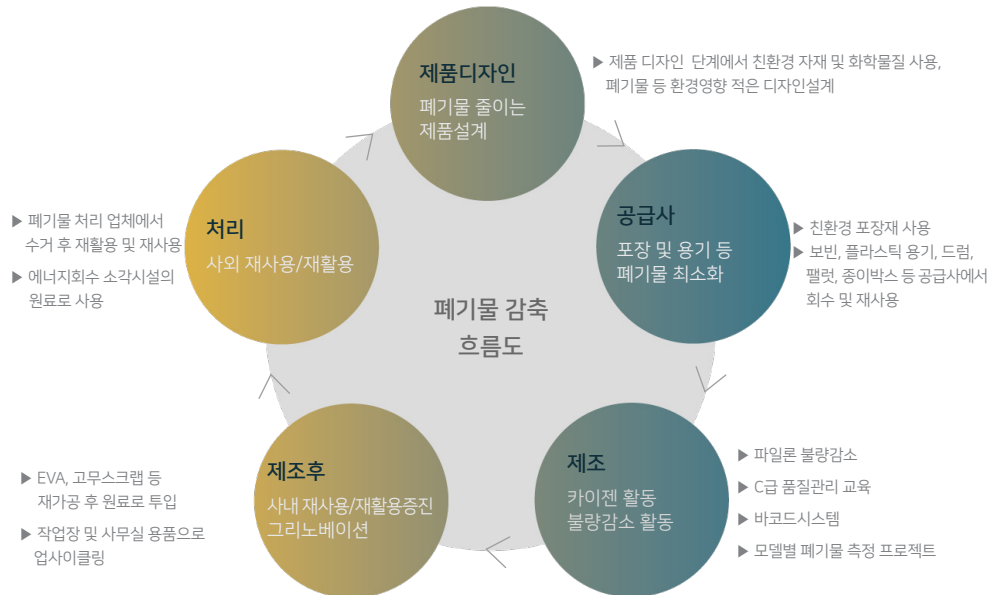 제품디자인
폐기물 줄이는
제품설계
▶ 제품 디자인 단계에서 친환경 자재 및 화학물질 사용,
폐기물 등 환경영향 적은 디자인설계
공급사
포장 및 용기 등
폐기물 최소화
▶ 친환경 포장재 사용
▶ 보빈, 플라스틱 용기, 드럼,
팰럿, 종이박스 등 공급사에서
회수 및 재사용
제조
카이젠 활동
불량감소 활동
▶ 파일론 불량감소
▶ C급 품질관리 교육
▶ 바코드시스템
▶ 모델별 폐기물 측정 프로젝트
제조후
사내 재사용/재활용증진
그리노베이션
▶ EVA, 고무스크랩 등
재가공 후 원료로 투입
▶ 작업장 및 사무실 용품으로
업사이클링
처리
사외 재사용/재활용
▶ 폐기물 처리 업체에서
수거 후 재활용 및 재사용
▶ 에너지회수 소각시설의
원료로 사용
폐기물 감축
흐름도